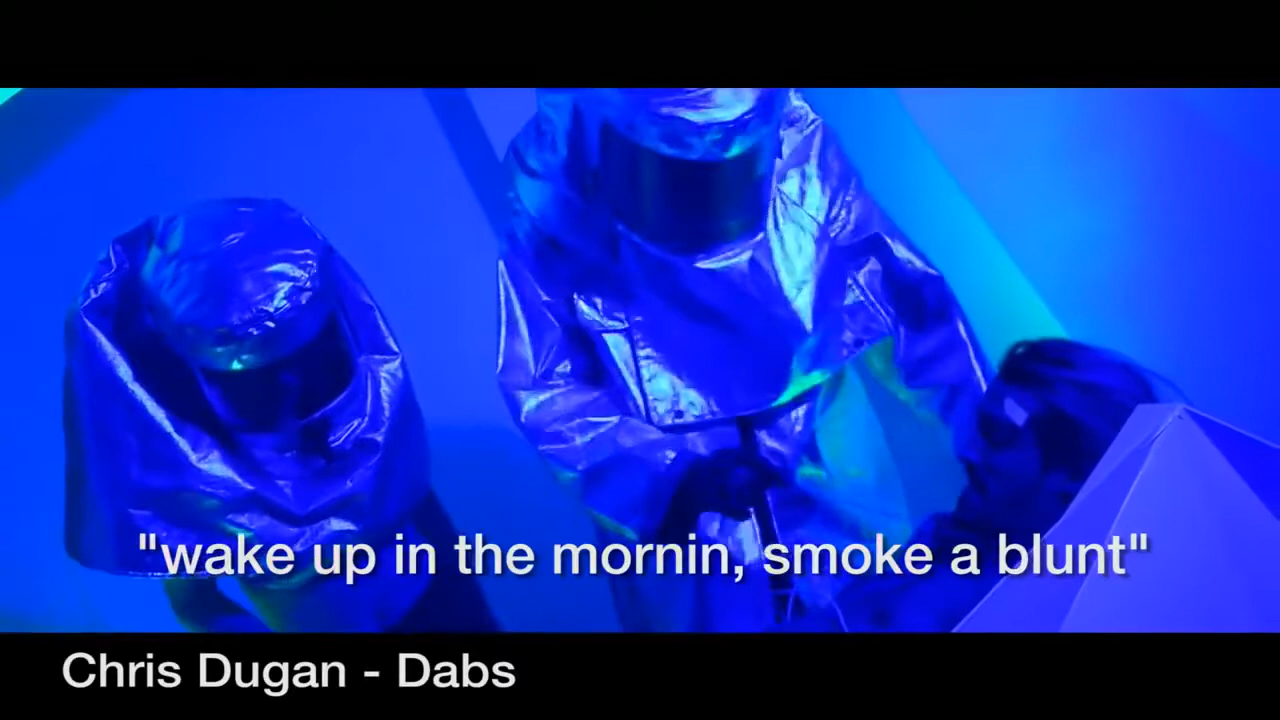 "wake up in the mornin, smoke a blunt"
Chris Dugan - Dabs